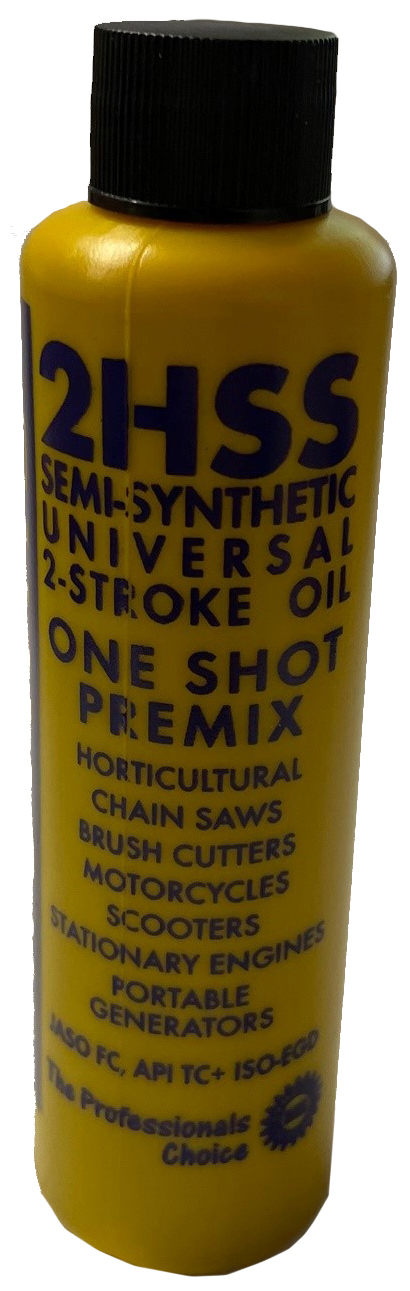 2HSS
SEMI-SYNTHETIC
UNIVERSAL
2-STROKE OIL
ONE SHOT
PREMIX
HORTICULTURAL
CHAIN SAWS
BRUSH CUTTERS
MOTORCYCLES
SCOOTERS
STATIONARY ENGINES
PORTABLE
GENERATORS
JASO FC, API TC+ ISO-EGD
The Professionals
Choice